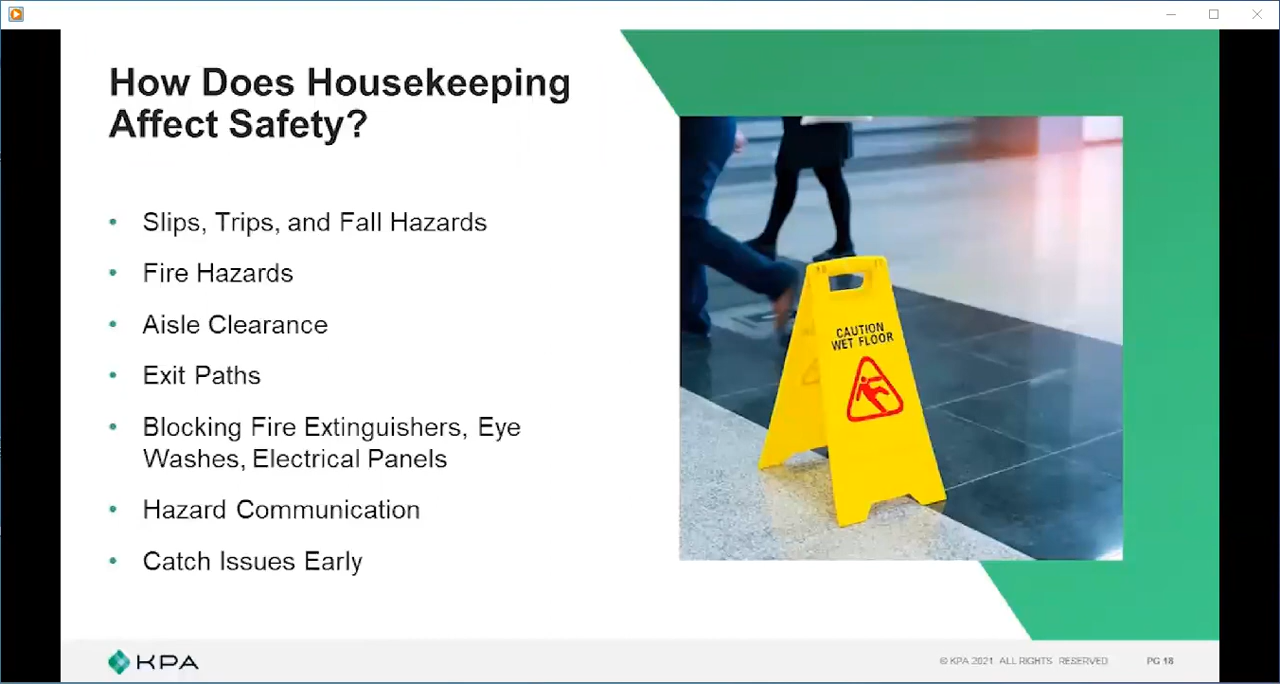 How Does Housekeeping
Affect Safety?
• Slips, Trips, and Fall Hazards
• Fire Hazards
• Aisle Clearance
• Exit Paths
• Blocking Fire Extinguishers, Eye
Washes, Electrical Panels
• Hazard Communication
• Catch Issues Early
CAUTION
WET FLOOR
KPA
© KPA 2021. ALL RIGHTS RESERVED
PG 18